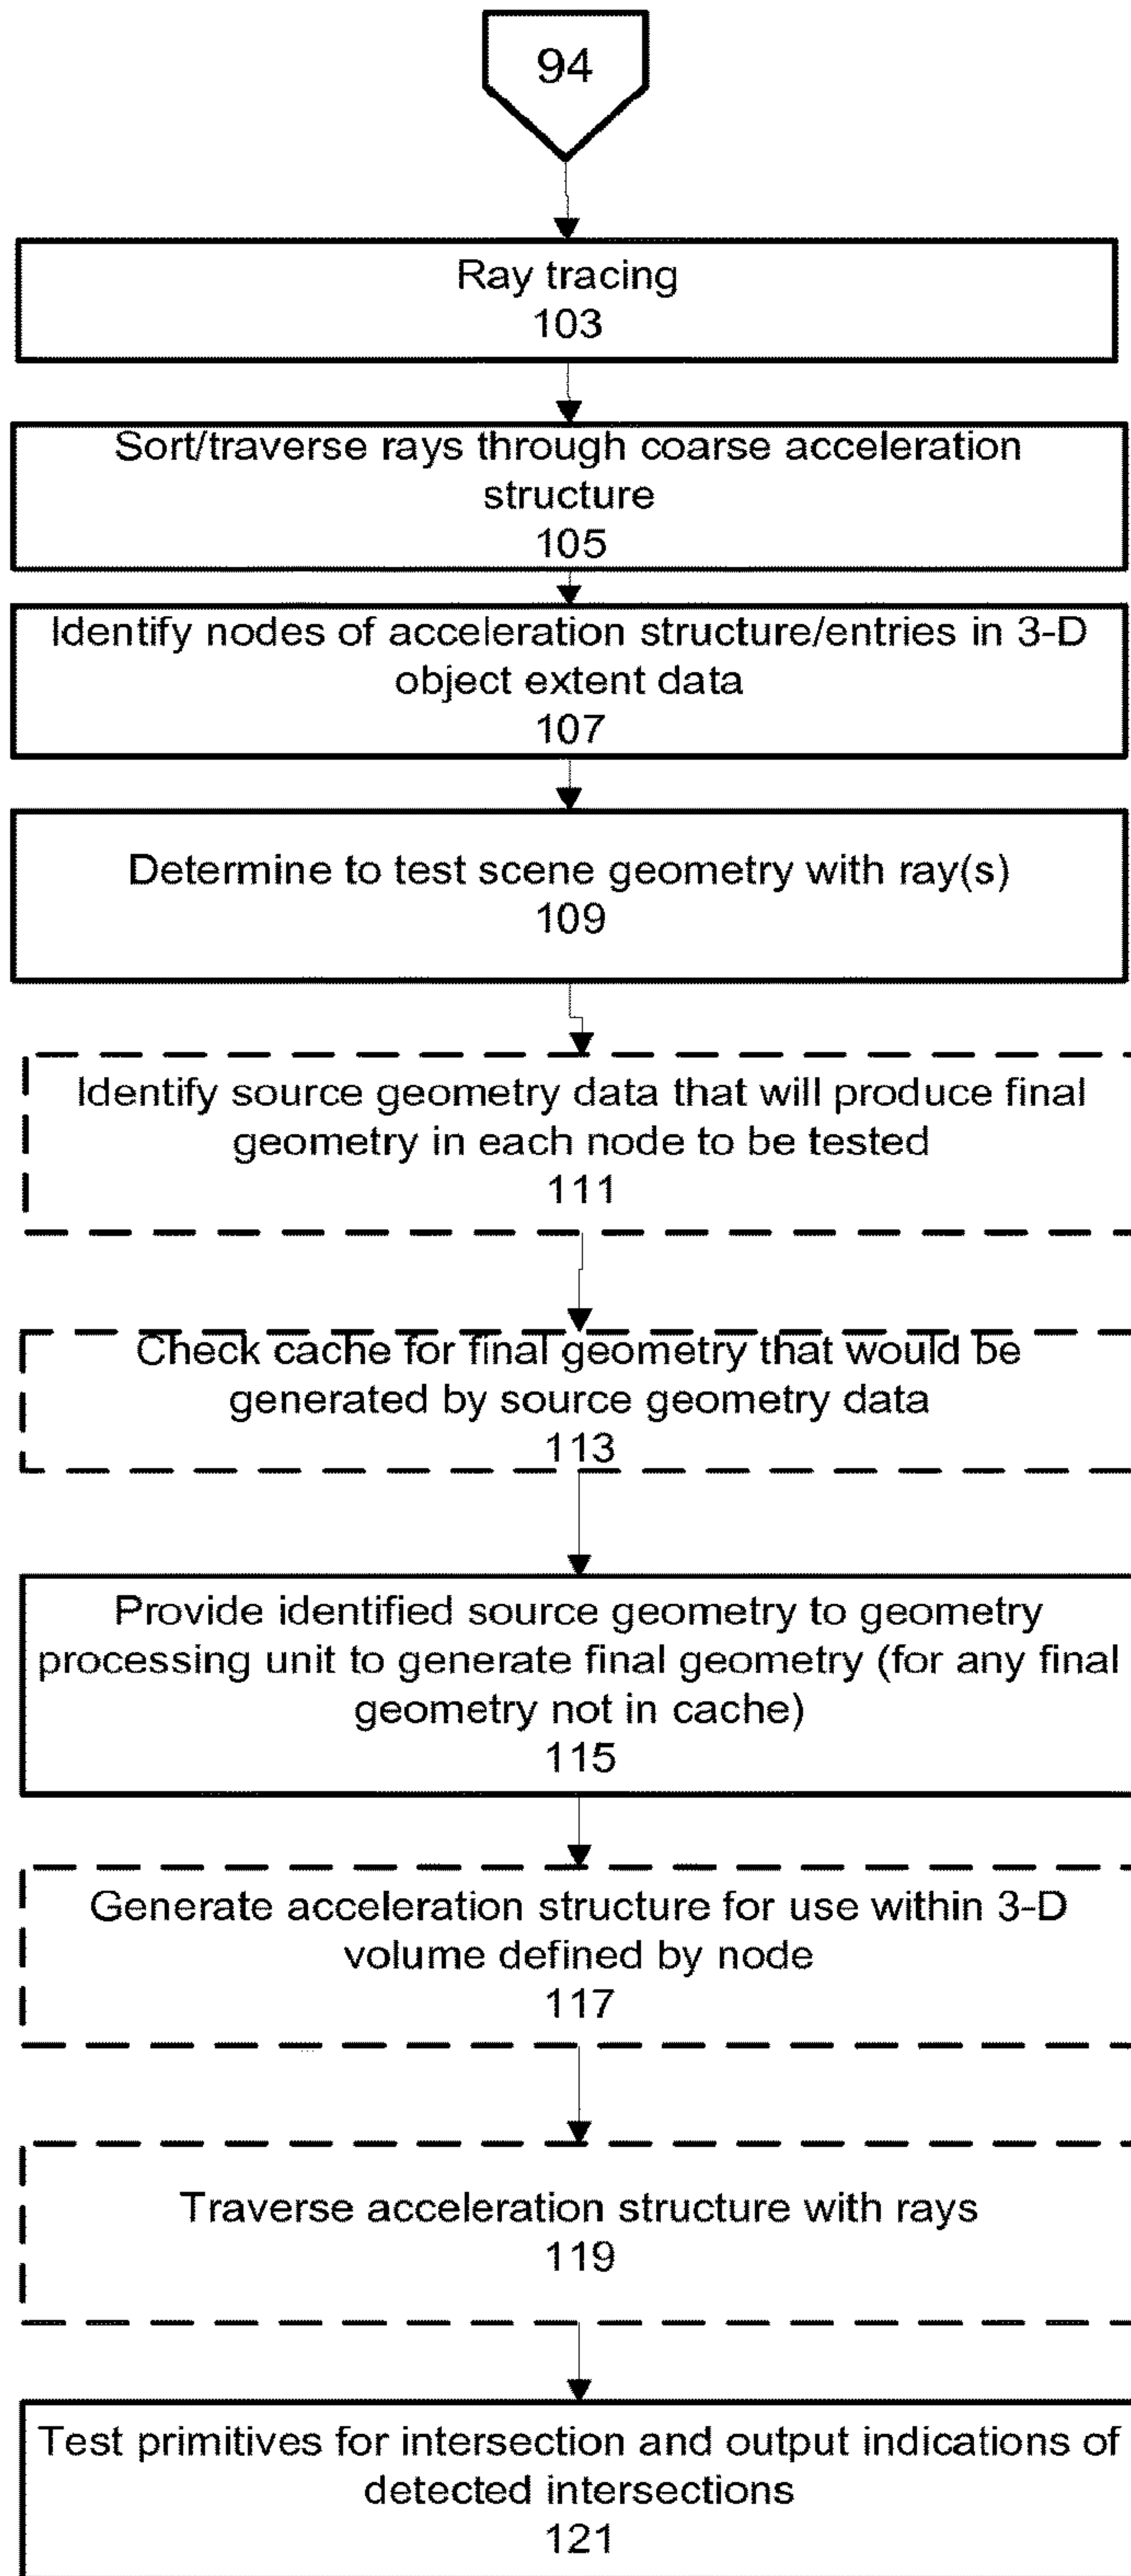 94
Ray tracing
103
Sort/traverse rays through coarse acceleration
structure
105
Identify nodes of acceleration structure/entries in 3-D
object extent data
107
Determine to test scene geometry with ray(s)
109
Identify source geometry data that will produce final
geometry in each node to be tested
111
Check cache for final geometry that would be
generated by source geometry data
113
Provide identified source geometry to geometry
processing unit to generate final geometry (for any final
geometry not in cache)
115
Generate acceleration structure for use within 3-D
volume defined by node
117
Traverse acceleration structure with rays
119
Test primitives for intersection and output indications of
detected intersections
121